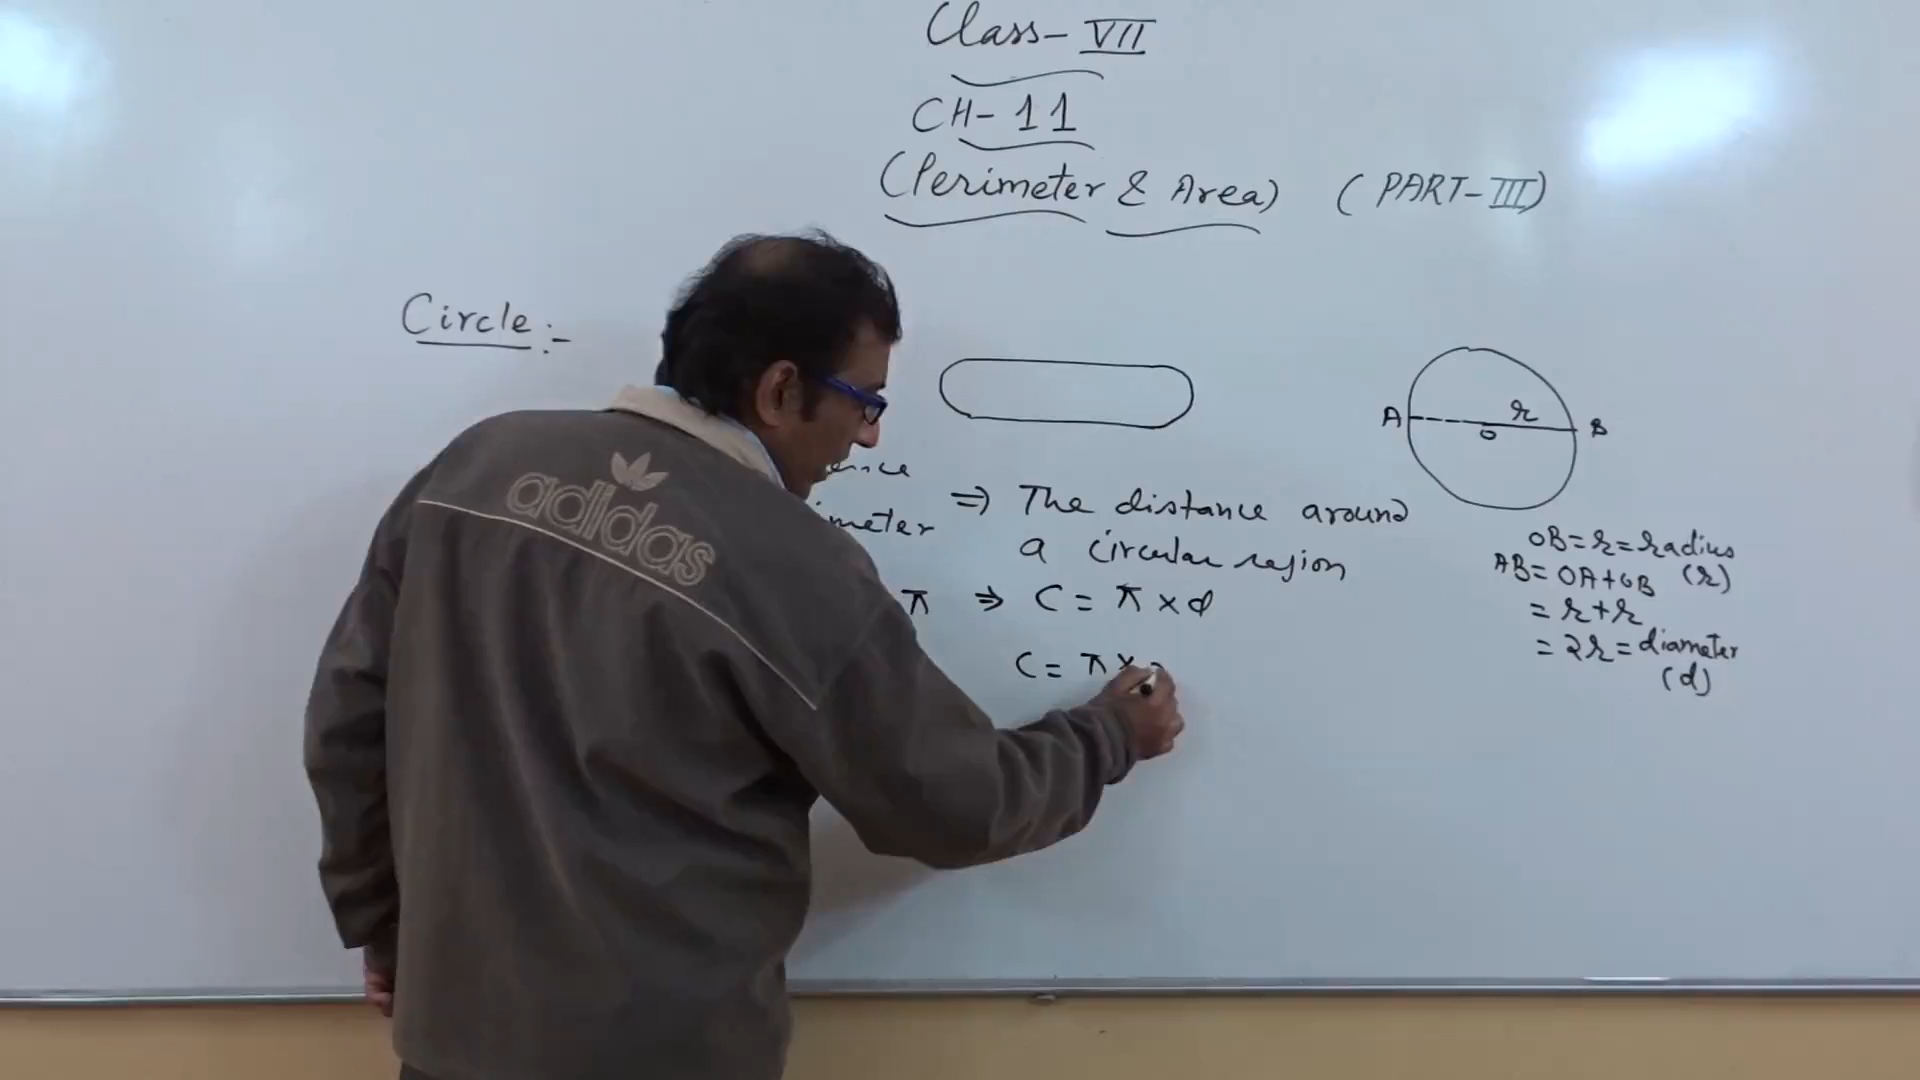 Class-VII
CH-11
(Perimeter & Area) (PART-III)
Circle:-
A r B
O
⇒ The distance around
a circular region
π ⇒ C = π × d
C = π ×
OB = r = radius
(r)
AB = OA + OB
= r + r
= 2r = diameter
(d)
adidas